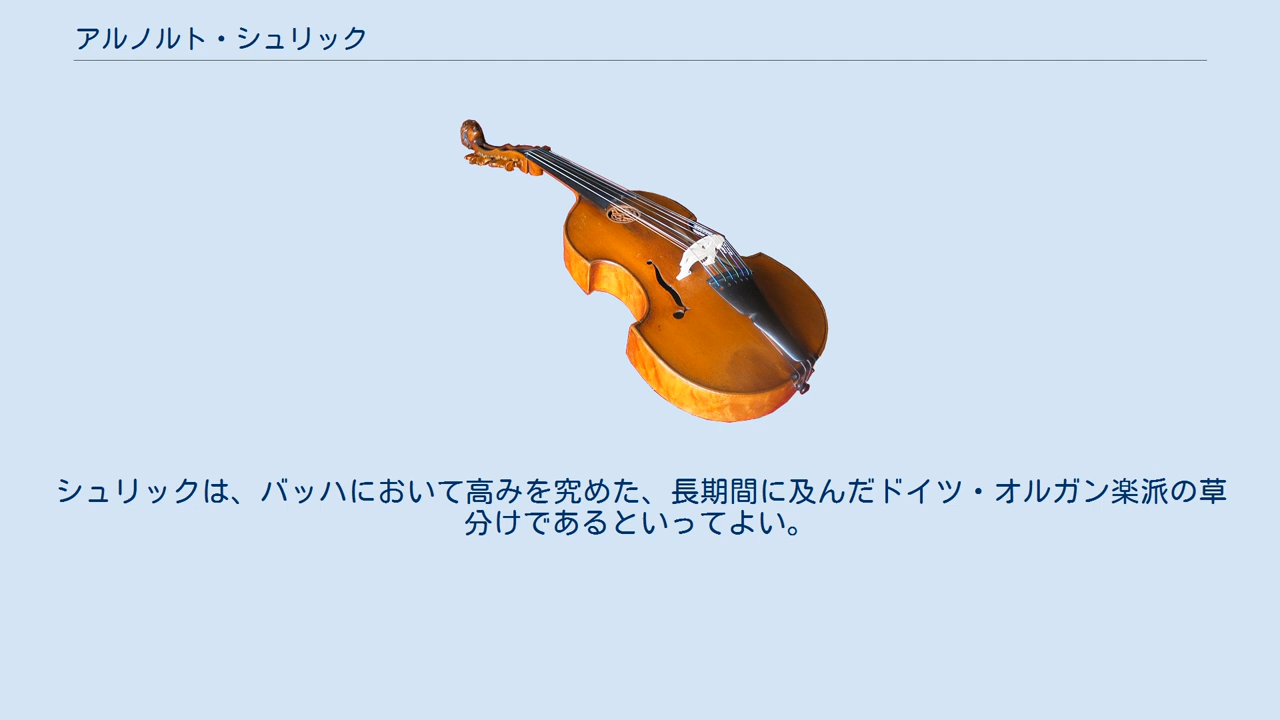 アルノルト・シュリック
シュリックは、バッハにおいて高みを究めた、長期間に及んだドイツ・オルガン楽派の草
分けであるといってよい。